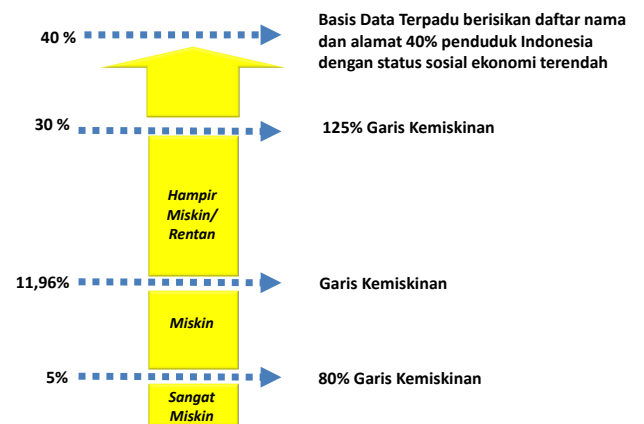 Basis Data Terpadu berisikan daftar nama
40 %
dan alamat 40% penduduk Indonesia
dengan status sosial ekonomi terendah
30 %
125% Garis Kemiskinan
Hampir
Miskin/
Rentan
11,96%
Garis Kemiskinan
Miskin
5%
80% Garis Kemiskinan
Sangat
Miskin